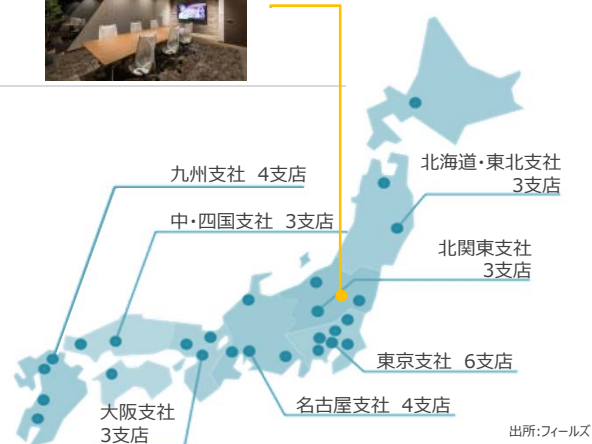 九州支社 4支店
北海道・東北支社
3支店
中・四国支社 3支店
北関東支社
3支店
東京支社 6支店
名古屋支社 4支店
大阪支社
3支店
出所:フィールズ